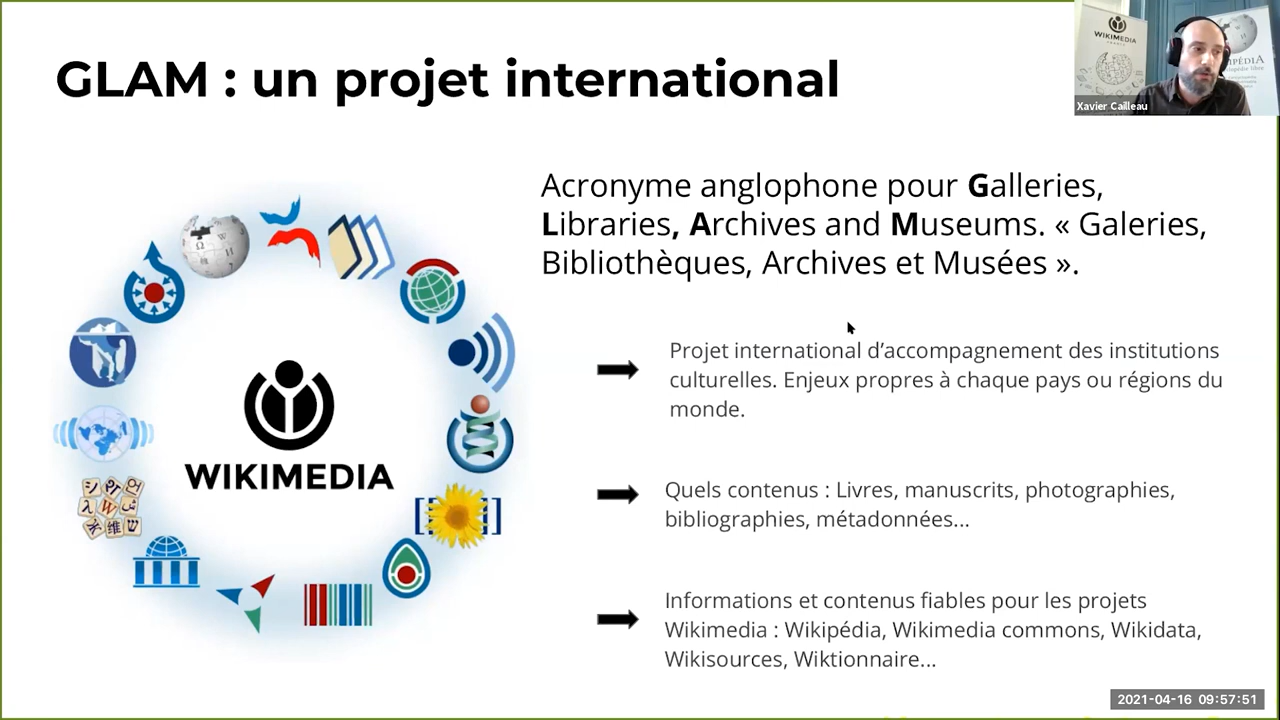 GLAM : un projet international
WIKIMEDIA
FRANCE
Xavier Cailleau
Acronyme anglophone pour Galleries,
Libraries, Archives and Museums. « Galeries,
Bibliothèques, Archives et Musées ».
Projet international d’accompagnement des institutions
culturelles. Enjeux propres à chaque pays ou régions du
monde.
WIKIMEDIA
Quels contenus : Livres, manuscrits, photographies,
bibliographies, métadonnées...
Informations et contenus fiables pour les projets
Wikimedia : Wikipédia, Wikimedia commons, Wikidata,
Wikisources, Wiktionnaire...
2021-04-16 09:57:51